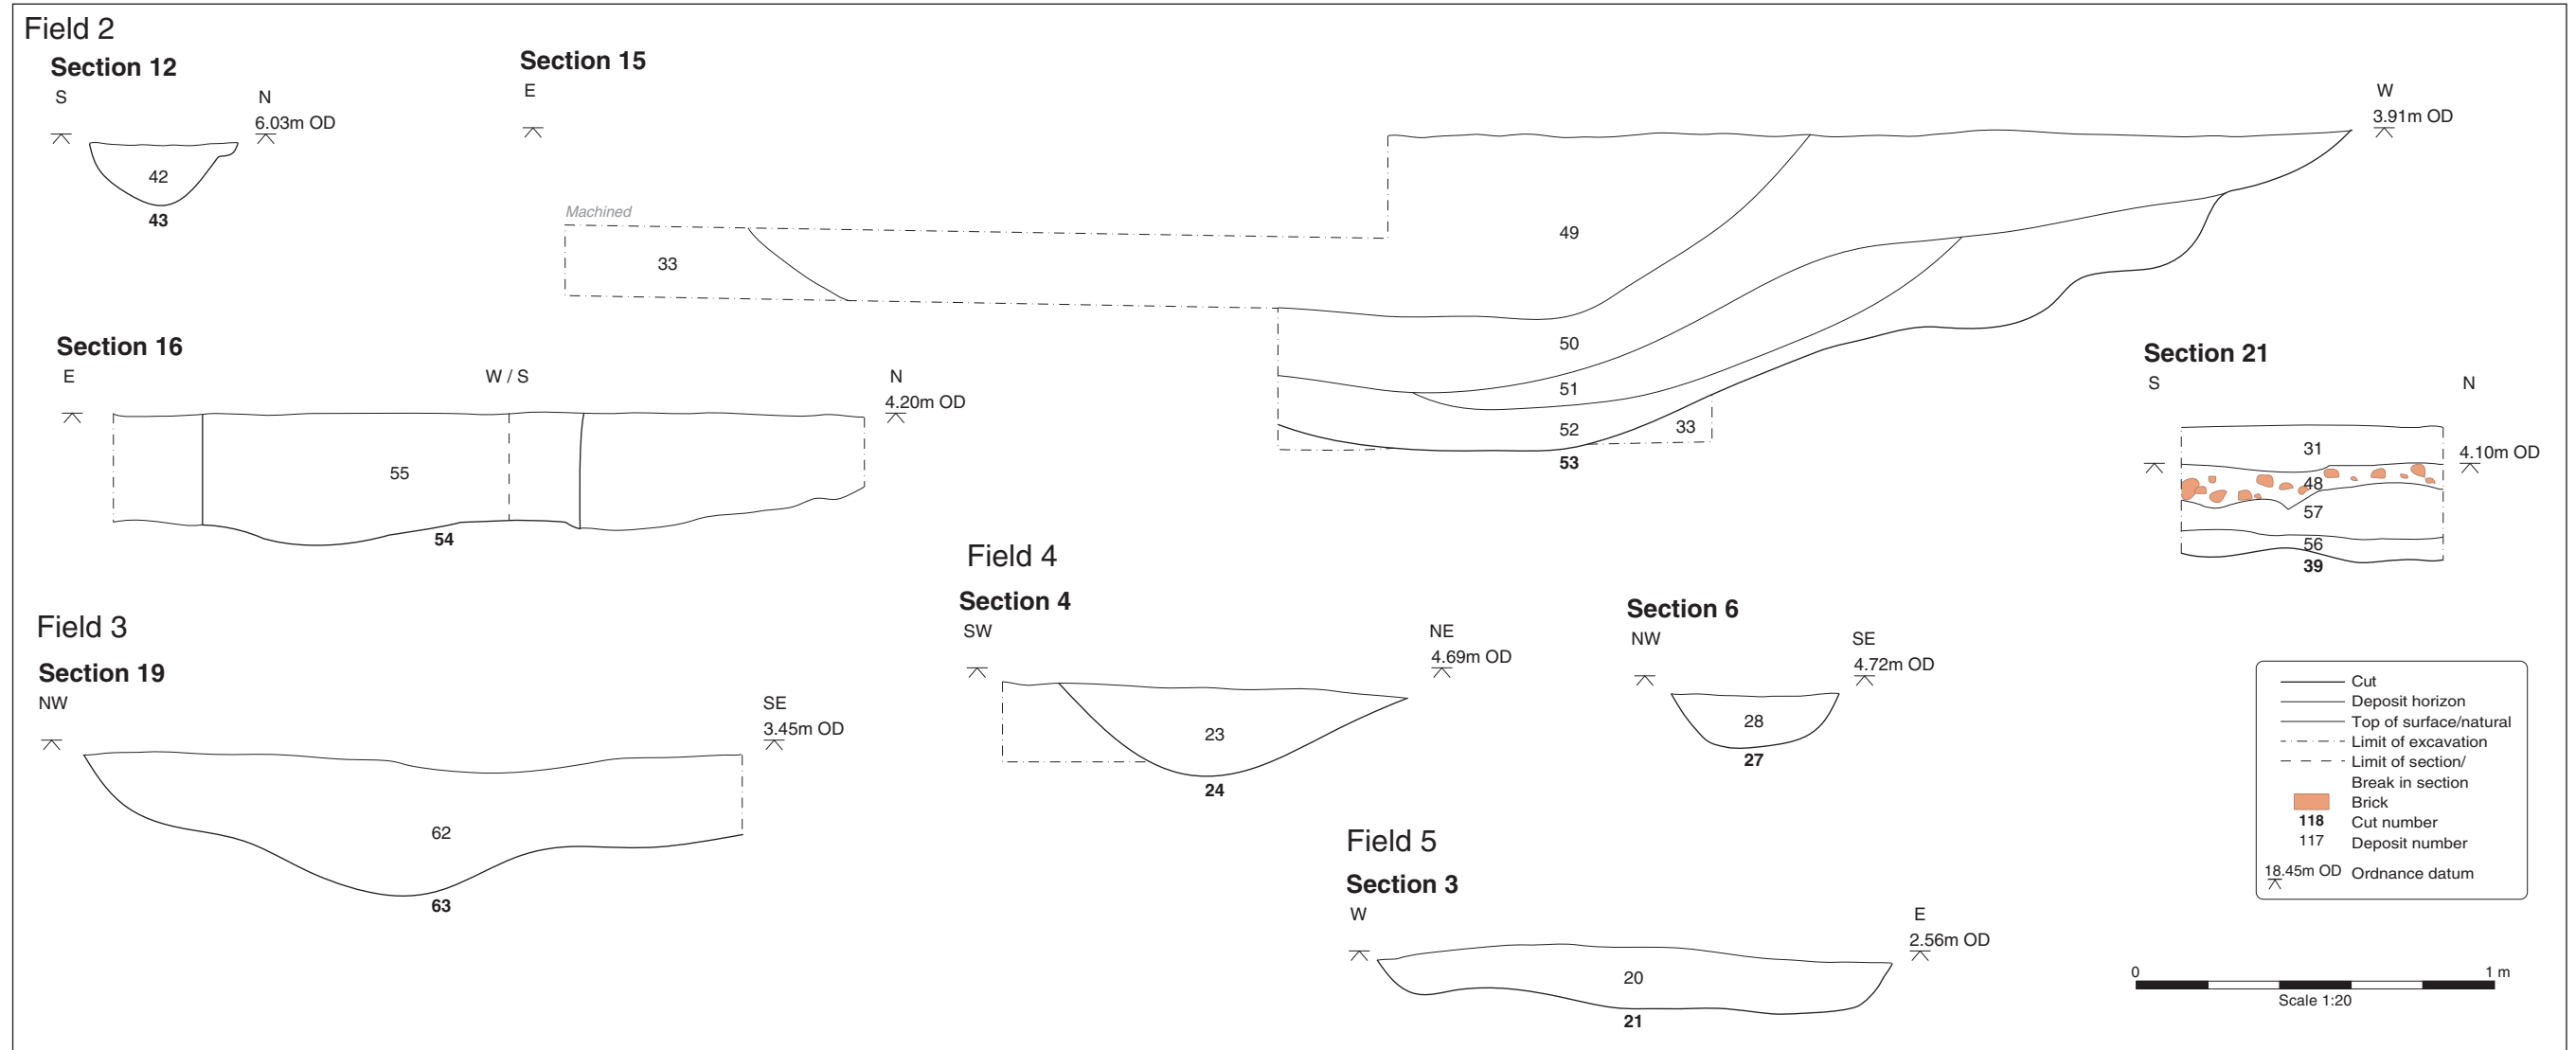 Field 2
Section 12
S
N
6.03m OD
42
43
Section 15
E
W
3.91m OD
Machined
33
49
50
51
52
33
53
Section 16
E
W / S
N
4.20m OD
55
54
Section 21
S
N
4.10m OD
31
48
57
56
39
Field 3
Section 19
NW
SE
3.45m OD
62
63
Field 4
Section 4
SW
NE
4.69m OD
23
24
Section 6
NW
SE
4.72m OD
28
27
Field 5
Section 3
W
E
2.56m OD
20
21
Cut
Deposit horizon
Top of surface/natural
Limit of excavation
Limit of section/
Break in section
Brick
118 Cut number
117 Deposit number
18.45m OD Ordnance datum
0 1 m
Scale 1:20